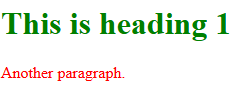 This is heading 1
Another paragraph.